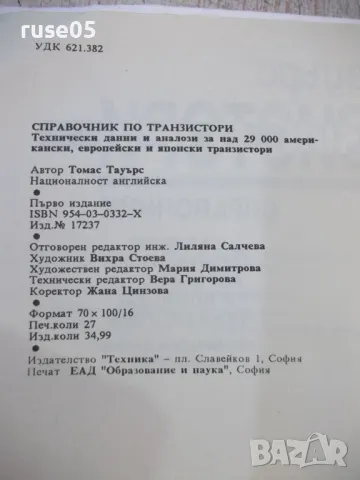 © ruse05
УДК 621.382
СПРАВОЧНИК ПО ТРАНЗИСТОРИ
Технически данни и аналози за над 29 000 амери-
кански, европейски и японски транзистори
Автор Томас Тауърс
Националност английска
Първо издание
ISBN 954-03-0332-X
Изд.№ 17237
Отговорен редактор инж. Лиляна Салчева
Художник Вихра Стоева
Художествен редактор Мария Димитрова
Технически редактор Вера Григорова
Коректор Жана Цинзова
Формат 70 × 100/16
Печ.коли 27
Изд.коли 34,99
Издателство "Техника" - пл. Славейков 1, София
Печат ЕАД "Образование и наука", София
BAZAR
bg